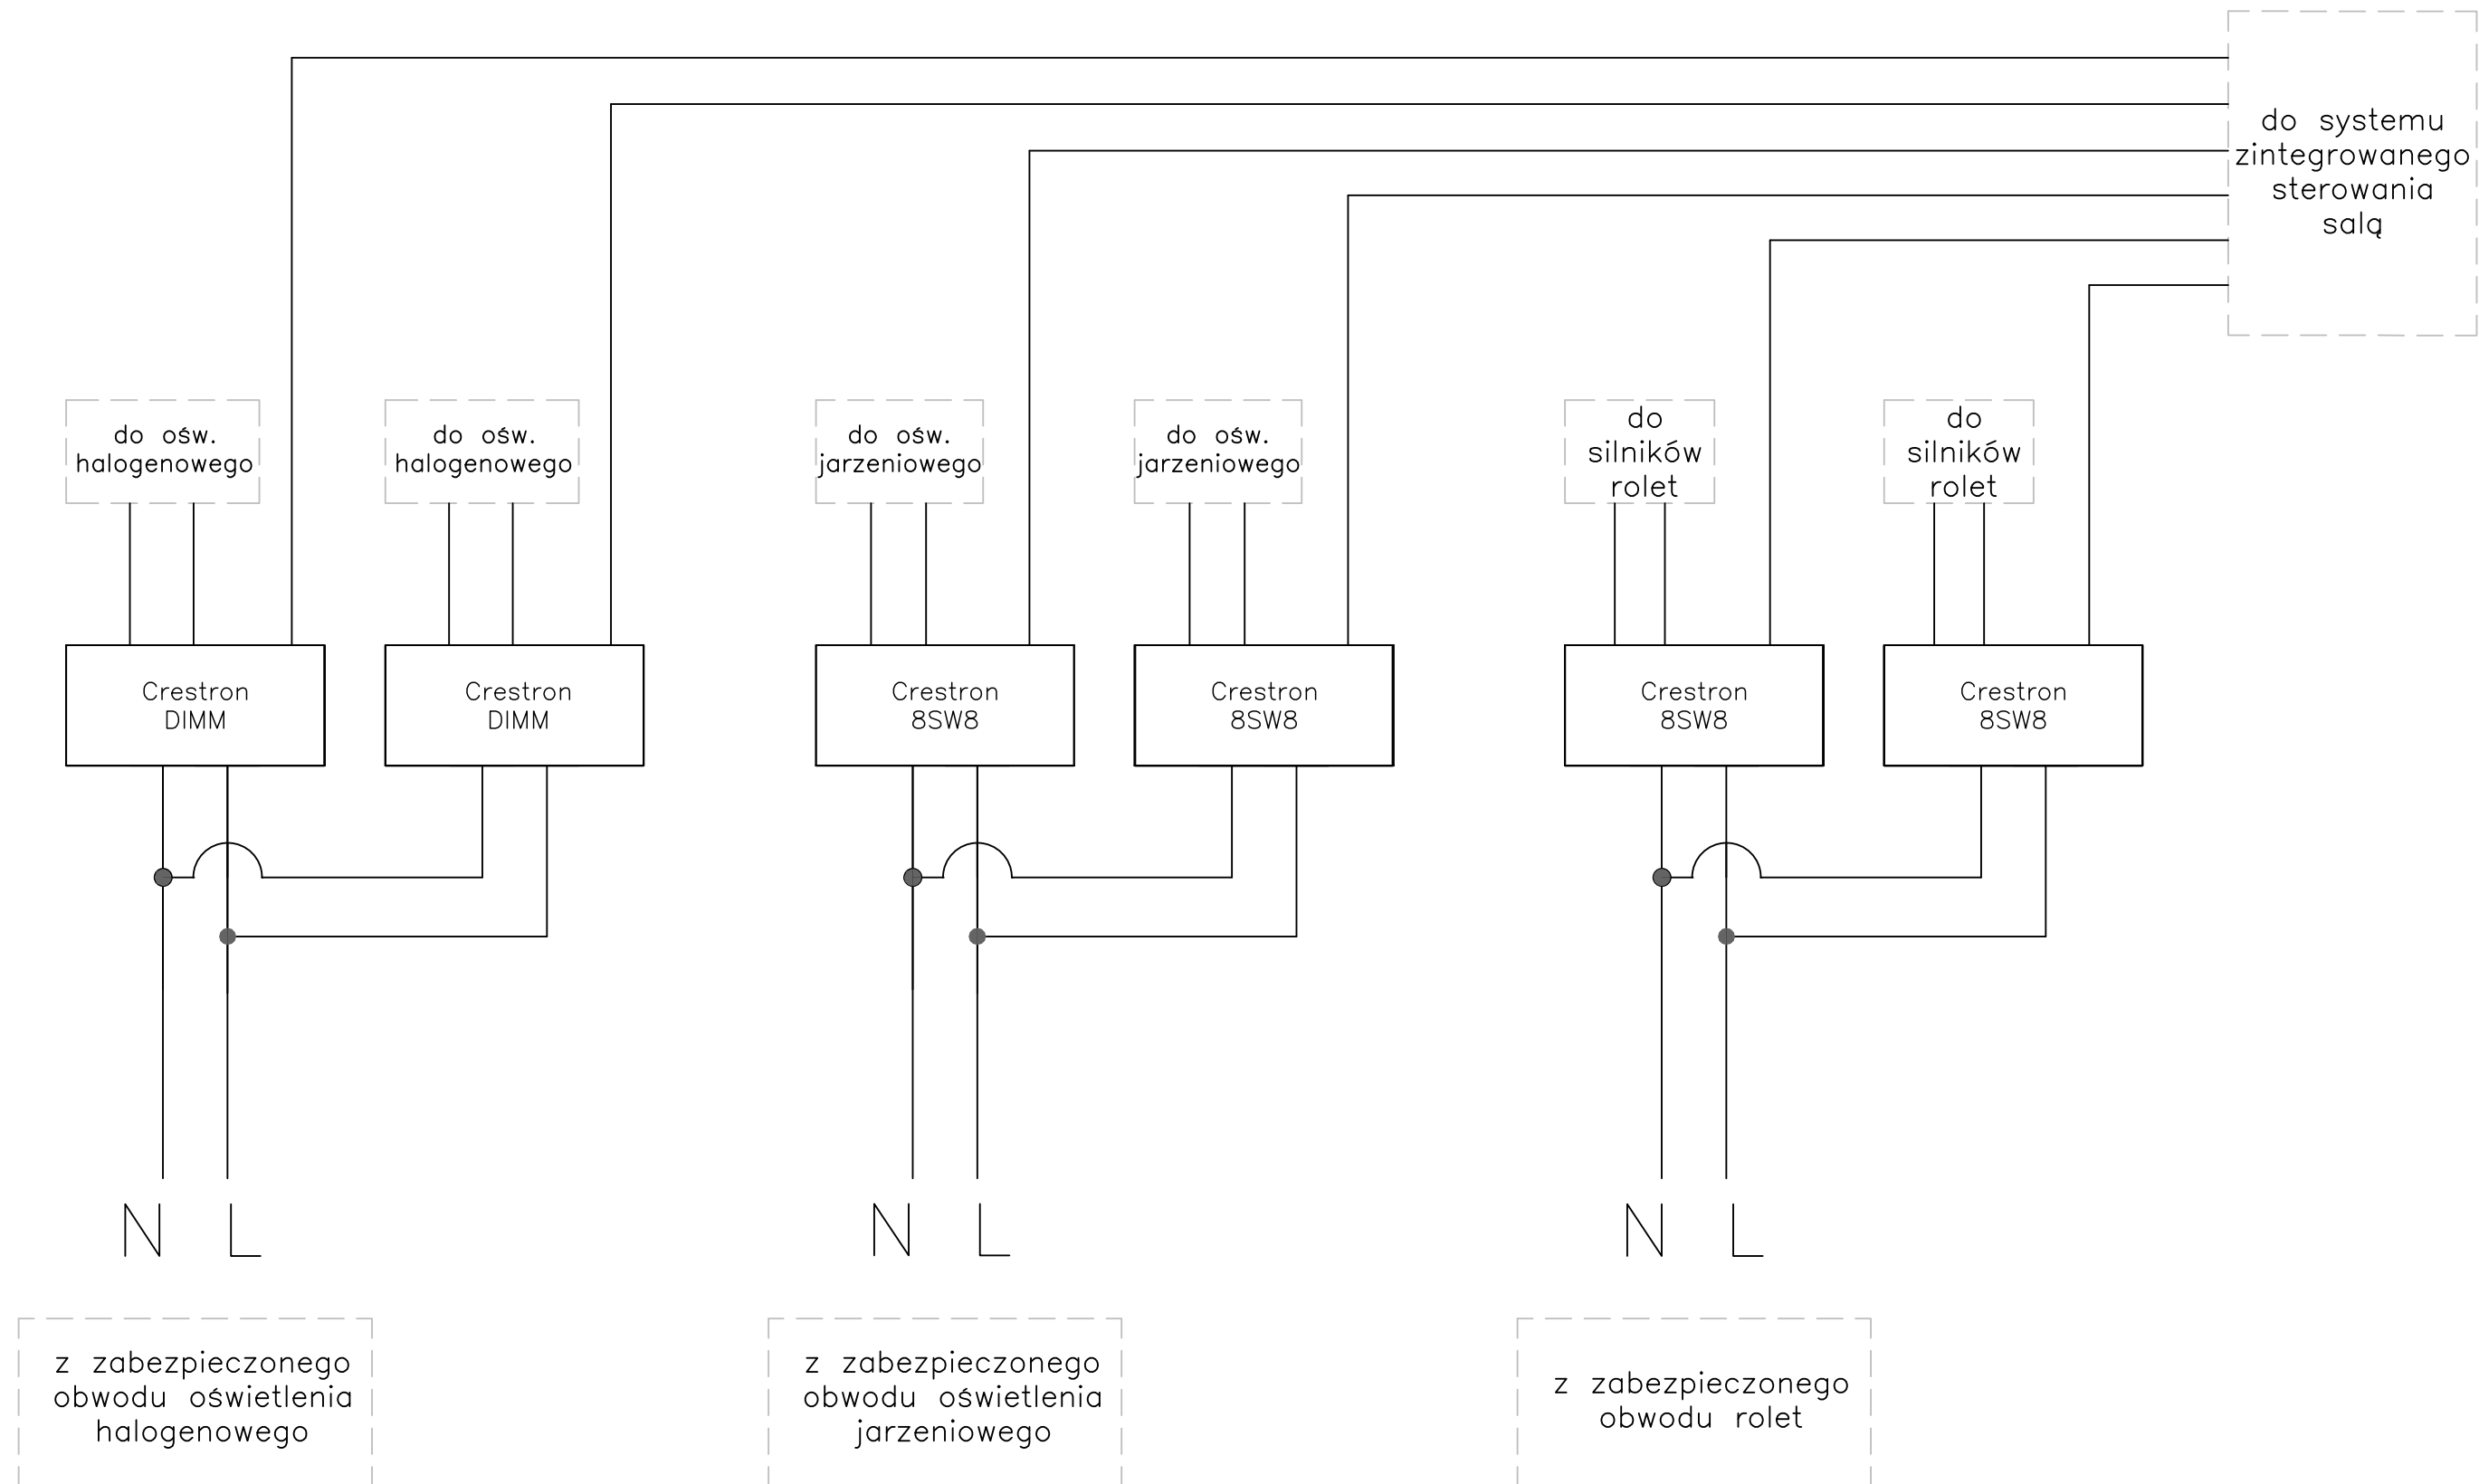 do systemu
zintegrowanego
sterowania
salą
do ośw.
halogenowego
do ośw.
halogenowego
do ośw.
jarzeniowego
do ośw.
jarzeniowego
do
silników
rolet
do
silników
rolet
Crestron
DIMM
Crestron
DIMM
Crestron
8SW8
Crestron
8SW8
Crestron
8SW8
Crestron
8SW8
N L
N L
N L
z zabezpieczonego
obwodu oświetlenia
halogenowego
z zabezpieczonego
obwodu oświetlenia
jarzeniowego
z zabezpieczonego
obwodu rolet